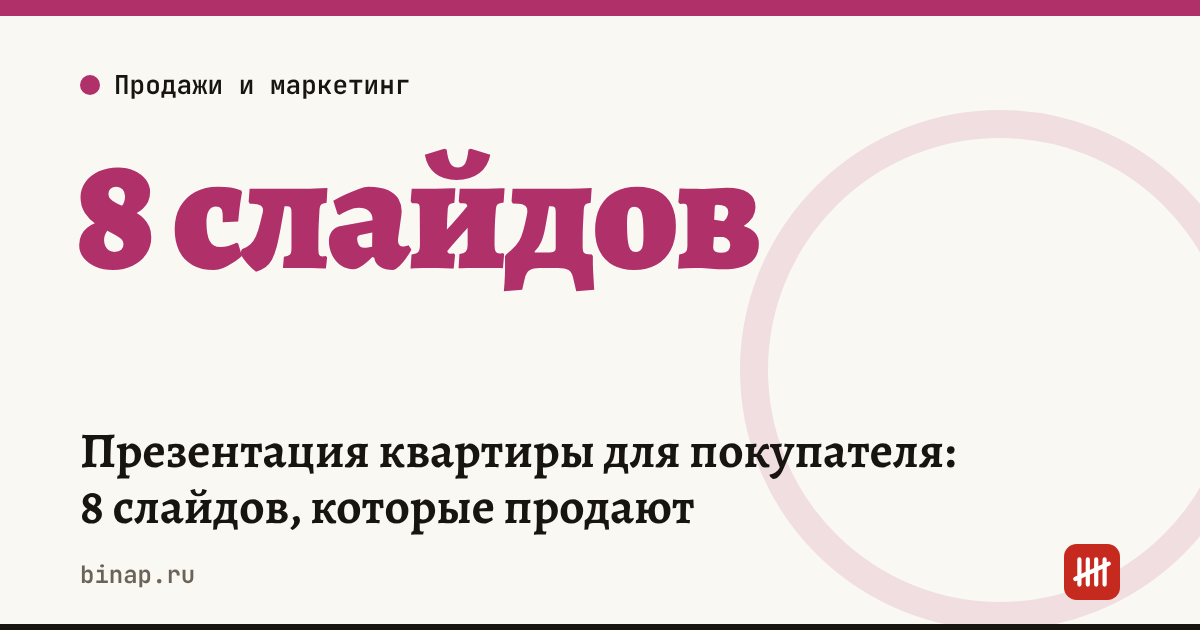 Продажи и маркетинг
8 слайдов
Презентация квартиры для покупателя:
8 слайдов, которые продают
binap.ru